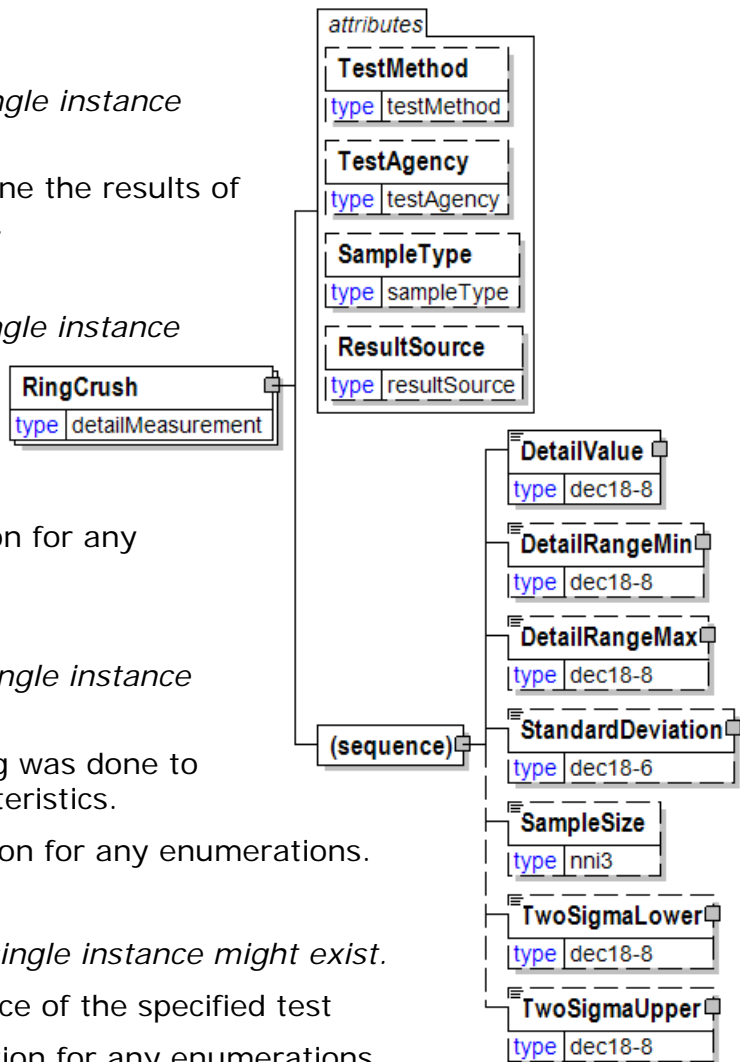 ngle instance
ne the results of
.
ngle instance
on for any
ngle instance
g was done to
teristics.
on for any enumerations.
single instance might exist.
ce of the specified test
tion for any enumerations
attributes
TestMethod
type testMethod
TestAgency
type testAgency
SampleType
type sampleType
ResultSource
type resultSource
RingCrush
type detailMeasurement
(sequence)
DetailValue
type dec18-8
DetailRangeMin
type dec18-8
DetailRangeMax
type dec18-8
StandardDeviation
type dec18-6
SampleSize
type nni3
TwoSigmaLower
type dec18-8
TwoSigmaUpper
type dec18-8